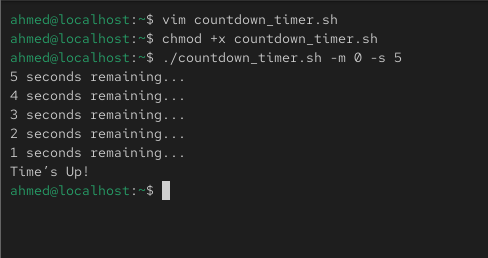 ahmed@localhost:~$ vim countdown_timer.sh
ahmed@localhost:~$ chmod +x countdown_timer.sh
ahmed@localhost:~$ ./countdown_timer.sh -m 0 -s 5
5 seconds remaining...
4 seconds remaining...
3 seconds remaining...
2 seconds remaining...
1 seconds remaining...
Time's Up!
ahmed@localhost:~$